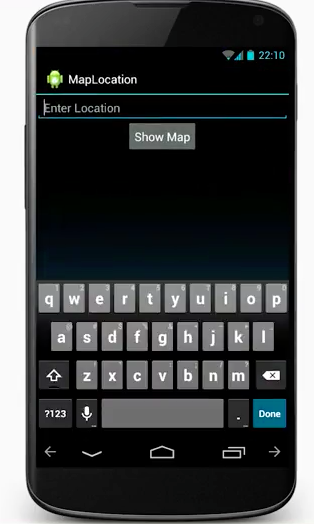 22:10
MapLocation
Enter Location
Show Map
q w e r t y u i o p
a s d f g h j k l
z x c v b n m
?123 . Done